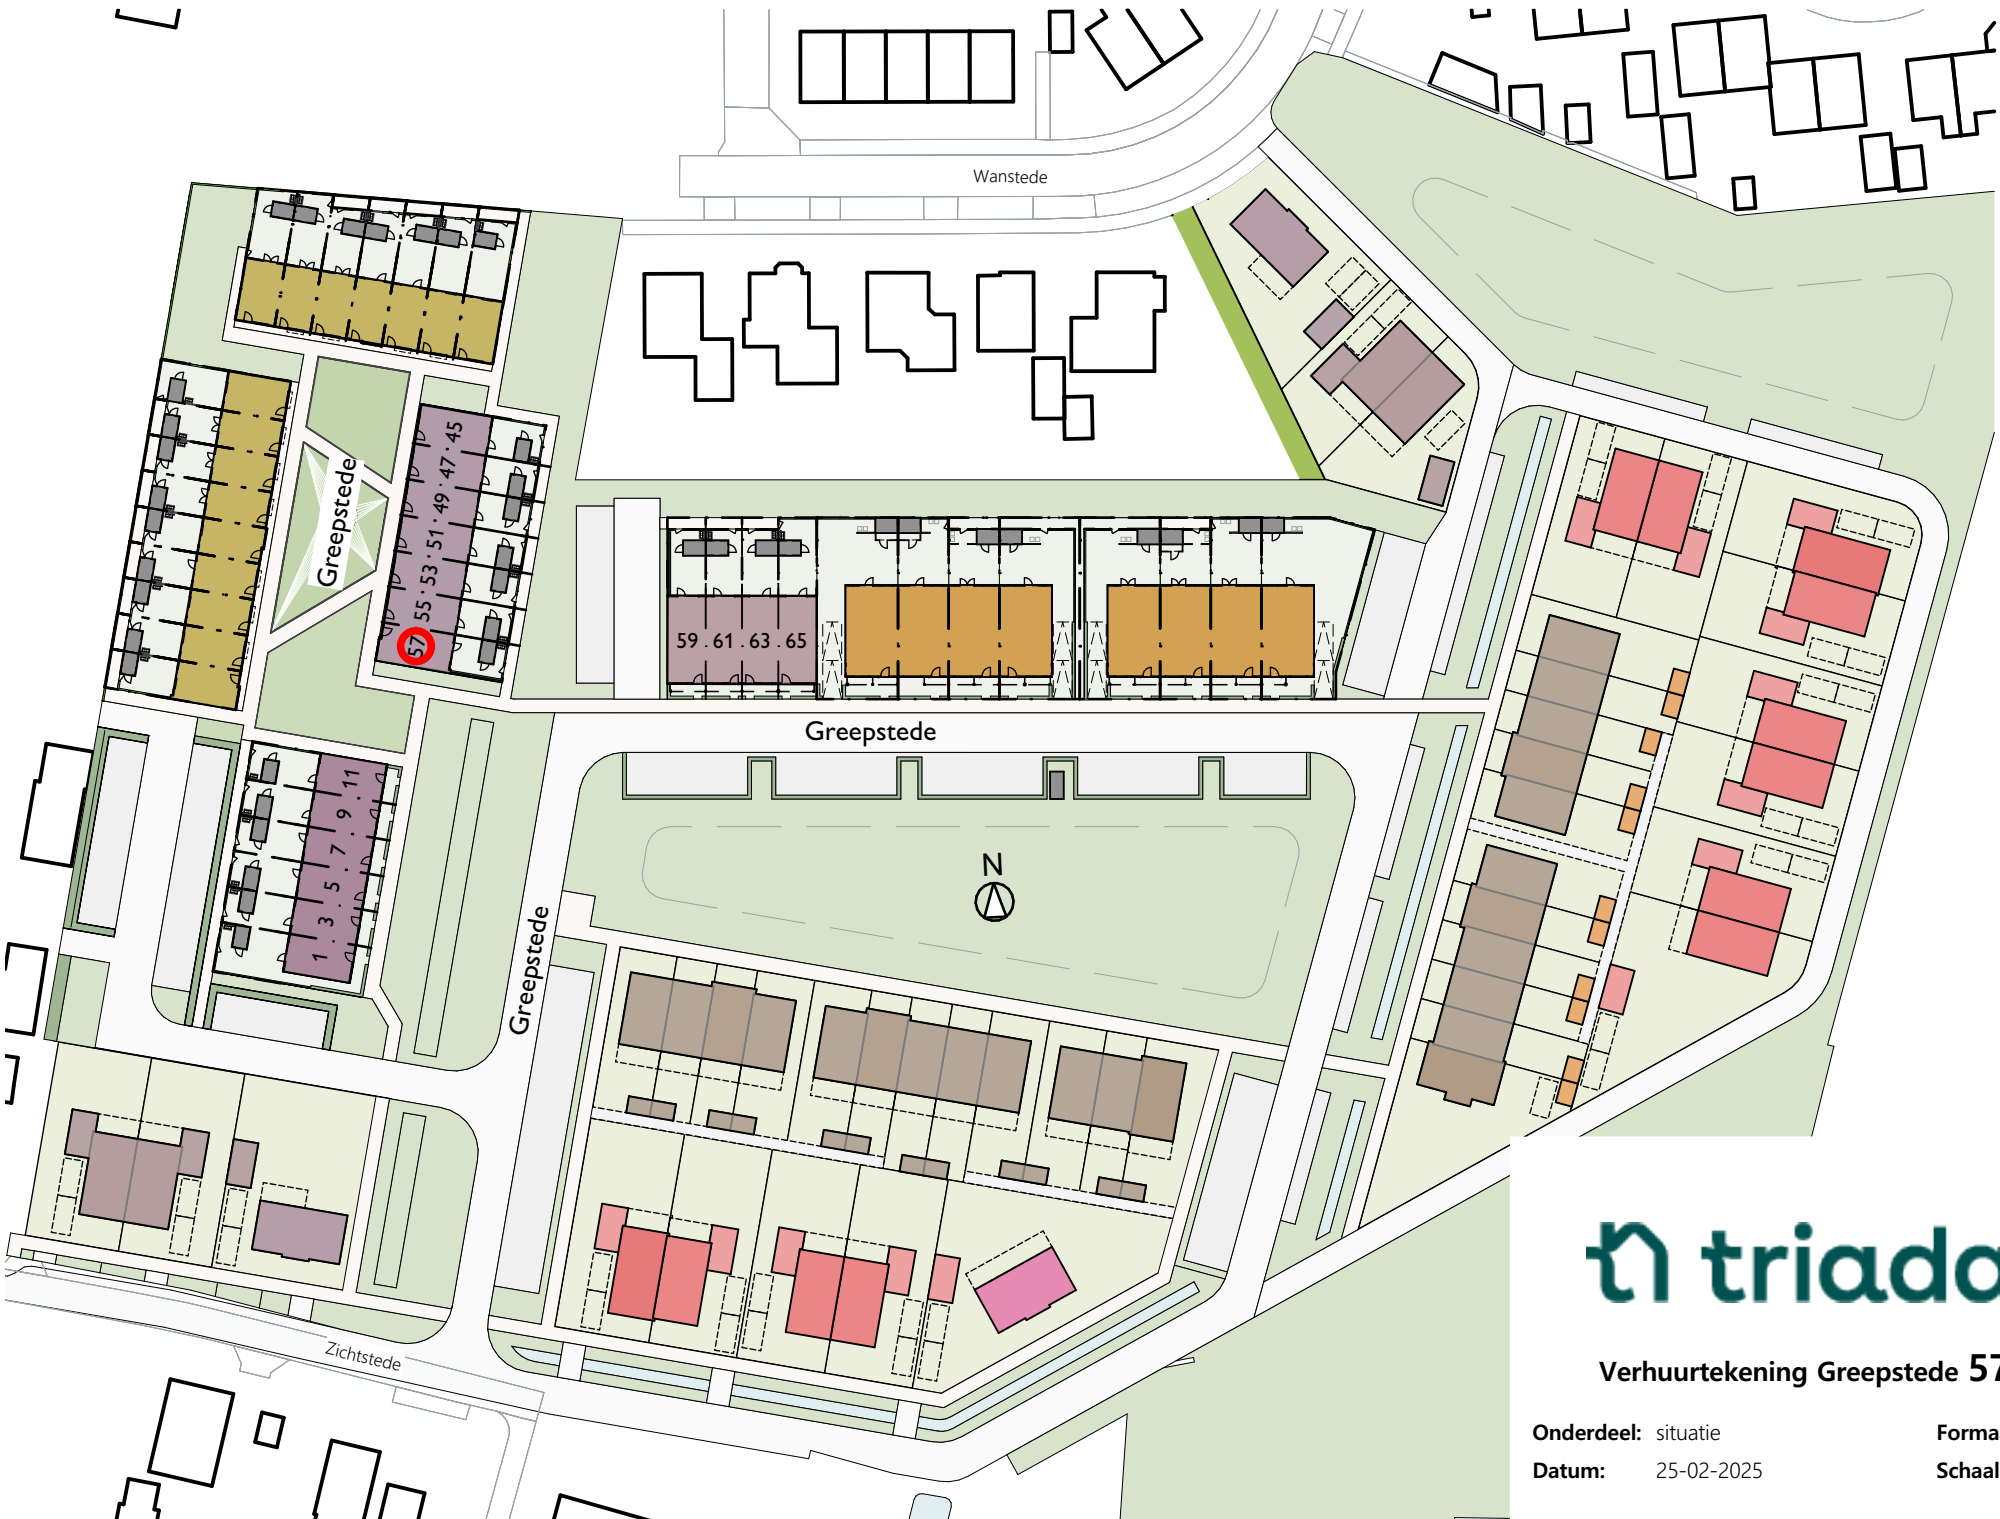 Wanstede
Greepstede
57 . 55 . 53 . 51 . 49 . 47 . 45
59 . 61 . 63 . 65
Greepstede
1 . 3 . 5 . 7 . 9 . 11
N
Greepstede
Zichtstede
triada
Verhuurtekening Greepstede 57
Onderdeel: situatie
Forma
Datum: 25-02-2025
Schaal